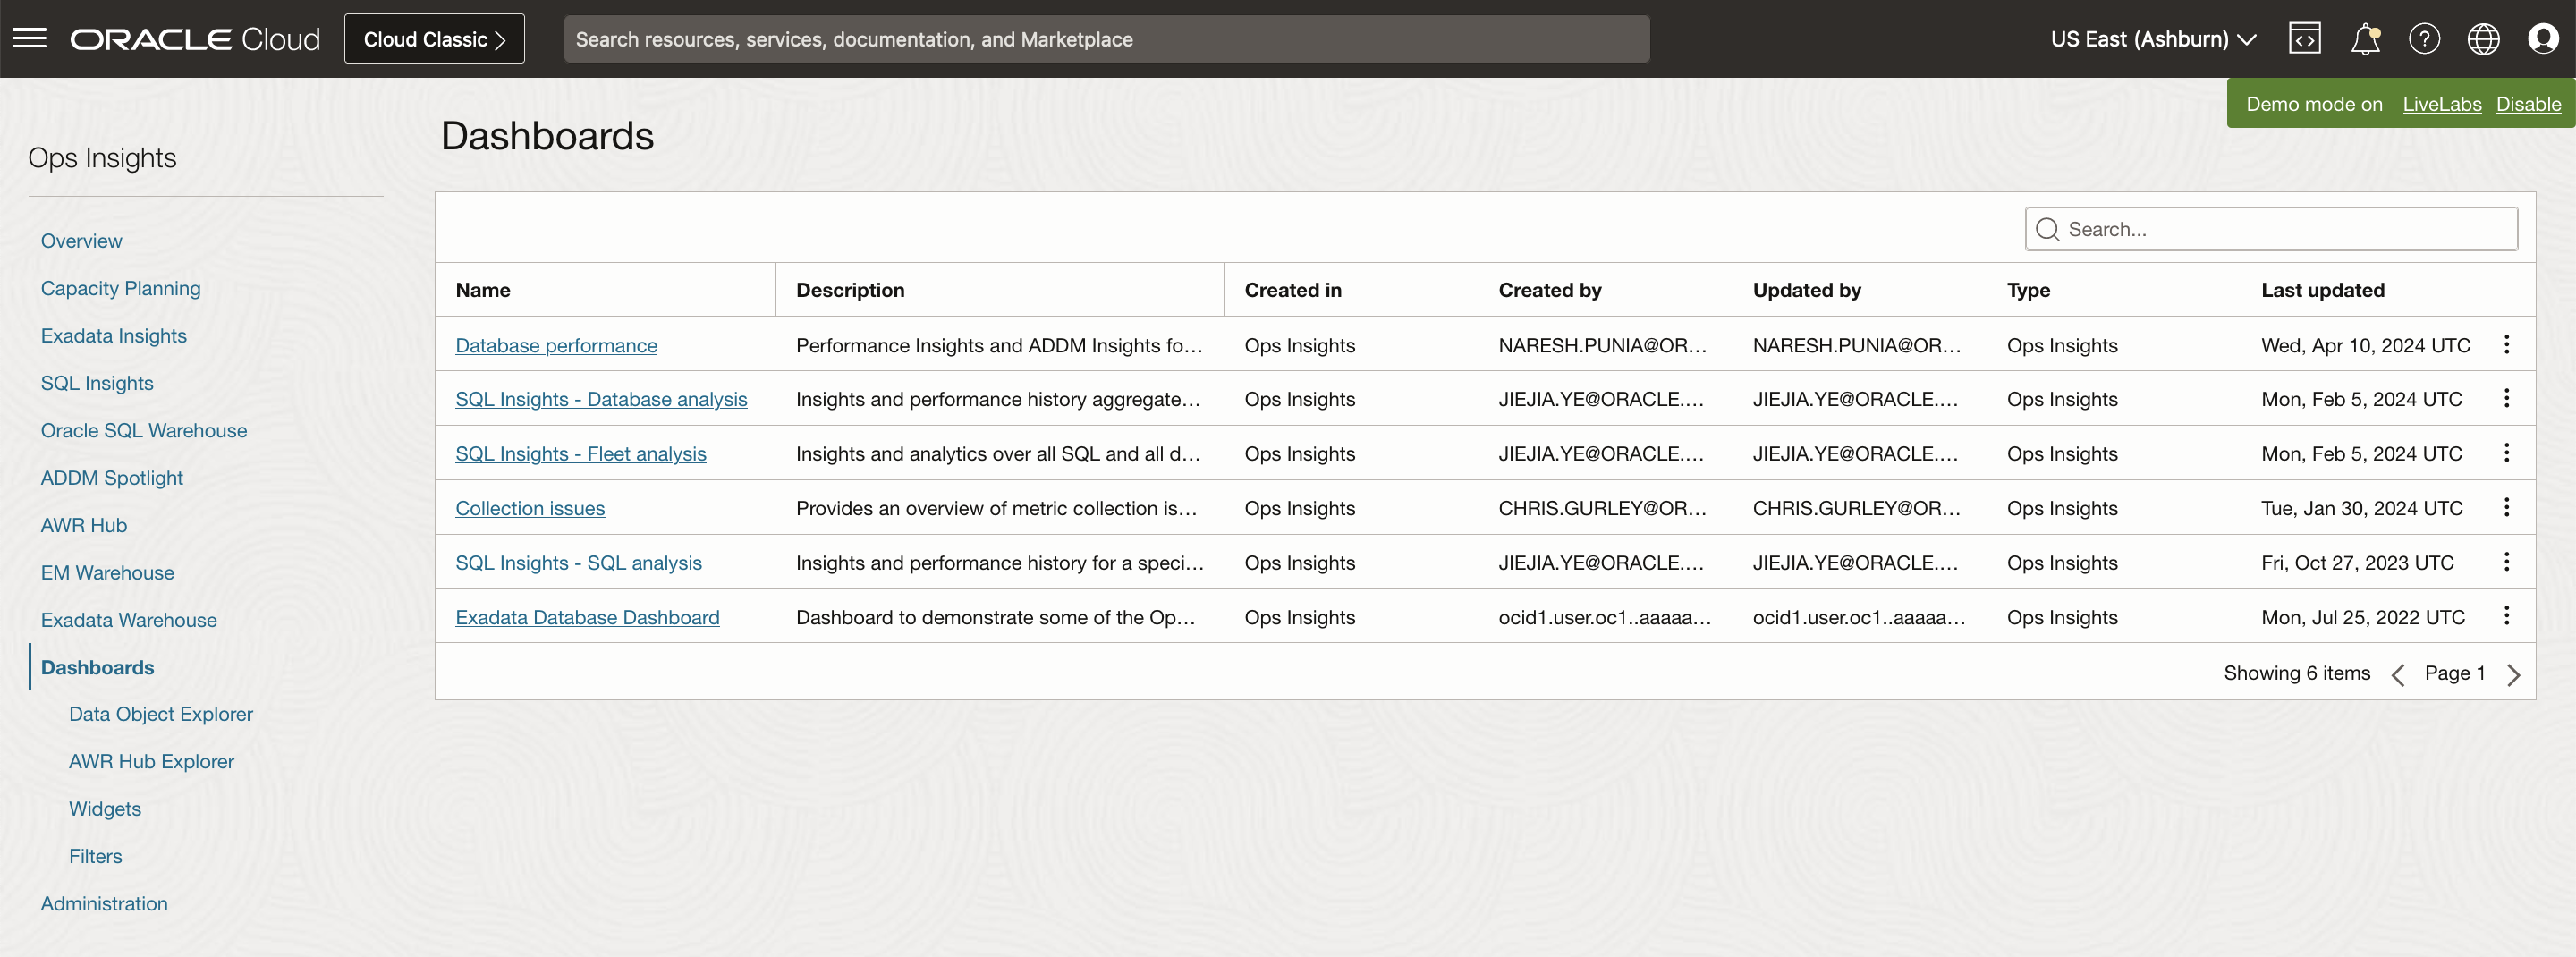 ORACLE Cloud
Cloud Classic
Search resources, services, documentation, and Marketplace
US East (Ashburn)
Demo mode on LiveLabs Disable
Ops Insights
Overview
Capacity Planning
Exadata Insights
SQL Insights
Oracle SQL Warehouse
ADDM Spotlight
AWR Hub
EM Warehouse
Exadata Warehouse
Dashboards
Data Object Explorer
AWR Hub Explorer
Widgets
Filters
Administration
Dashboards
Search...
Name Description Created in Created by Updated by Type Last updated
Database performance Performance Insights and ADDM Insights fo... Ops Insights NARESH.PUNIA@OR... NARESH.PUNIA@OR... Ops Insights Wed, Apr 10, 2024 UTC
SQL Insights - Database analysis Insights and performance history aggregate... Ops Insights JIEJIA.YE@ORACLE.... JIEJIA.YE@ORACLE.... Ops Insights Mon, Feb 5, 2024 UTC
SQL Insights - Fleet analysis Insights and analytics over all SQL and all d... Ops Insights JIEJIA.YE@ORACLE.... JIEJIA.YE@ORACLE.... Ops Insights Mon, Feb 5, 2024 UTC
Collection issues Provides an overview of metric collection is... Ops Insights CHRIS.GURLEY@OR... CHRIS.GURLEY@OR... Ops Insights Tue, Jan 30, 2024 UTC
SQL Insights - SQL analysis Insights and performance history for a speci... Ops Insights JIEJIA.YE@ORACLE.... JIEJIA.YE@ORACLE.... Ops Insights Fri, Oct 27, 2023 UTC
Exadata Database Dashboard Dashboard to demonstrate some of the Op... Ops Insights ocid1.user.oc1..aaaaa... ocid1.user.oc1..aaaaa... Ops Insights Mon, Jul 25, 2022 UTC
Showing 6 items Page 1